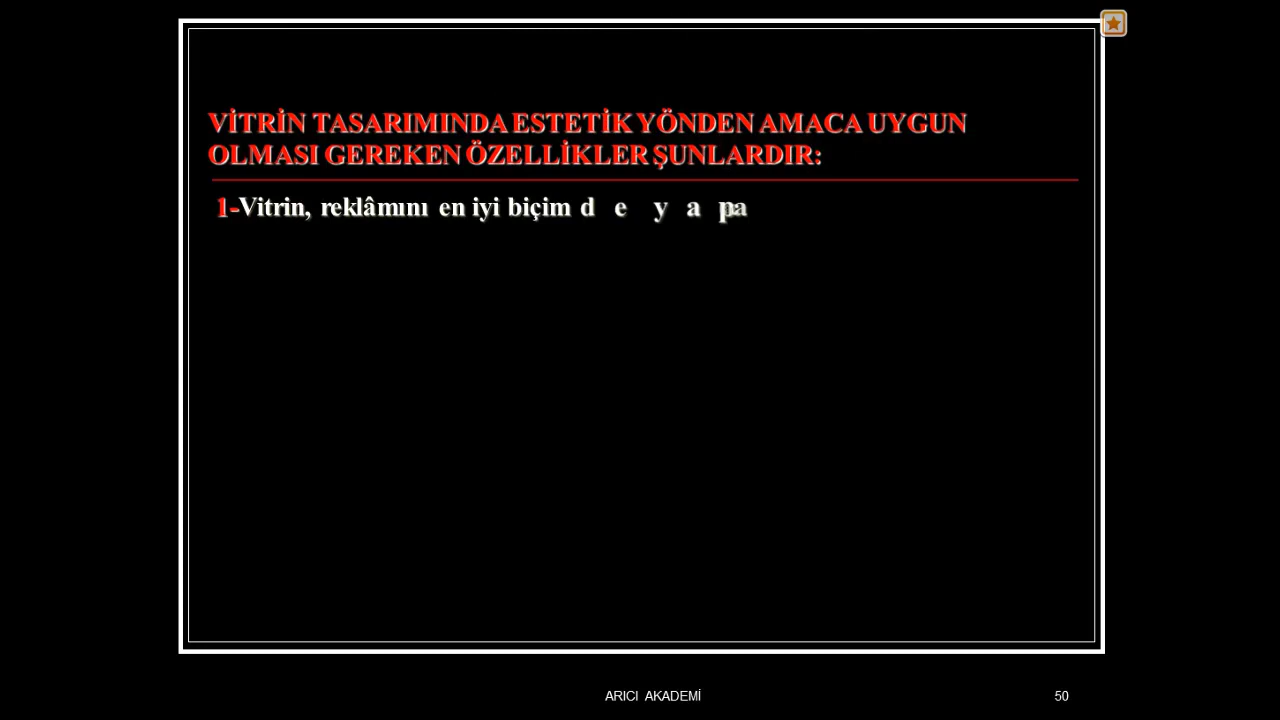 VİTRİN TASARIMINDA ESTETİK YÖNDEN AMACA UYGUN
OLMASI GEREKEN ÖZELLİKLER ŞUNLARDIR:
1-Vitrin, reklâmını en iyi biçim d e y a pa
ARICI AKADEMİ
50